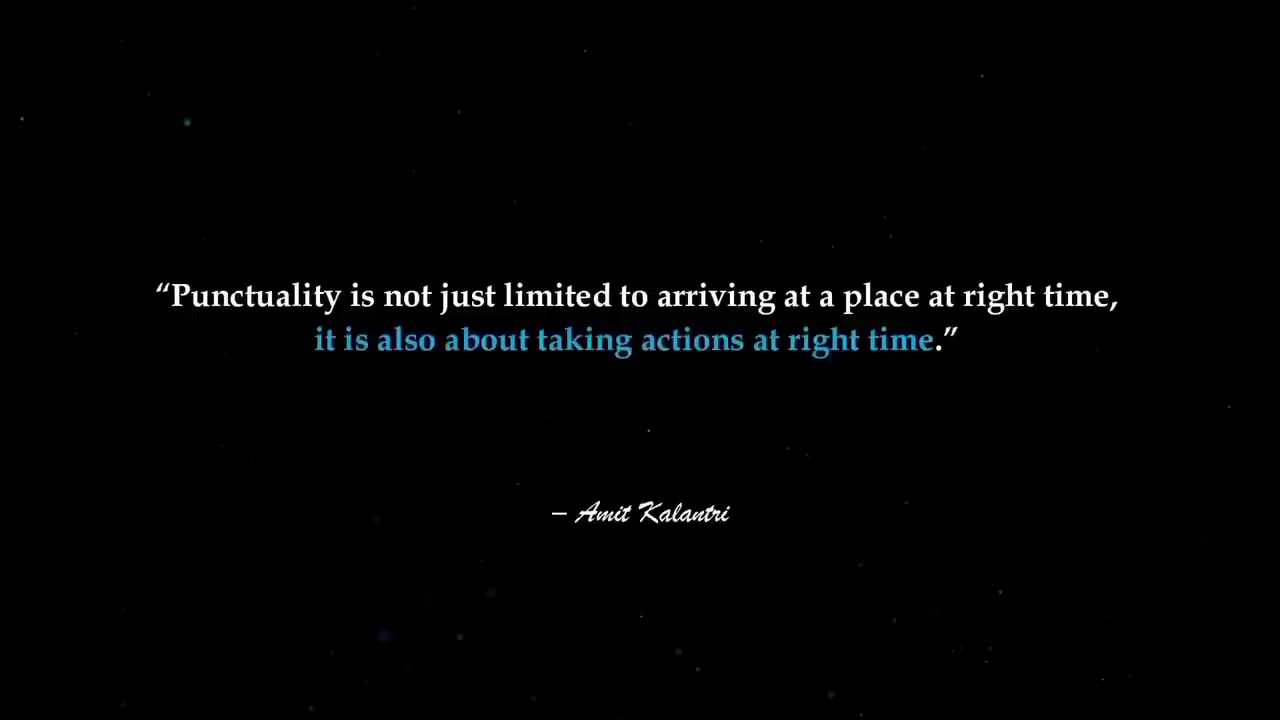 “Punctuality is not just limited to arriving at a place at right time,
it is also about taking actions at right time.”
– Amit Kalantri